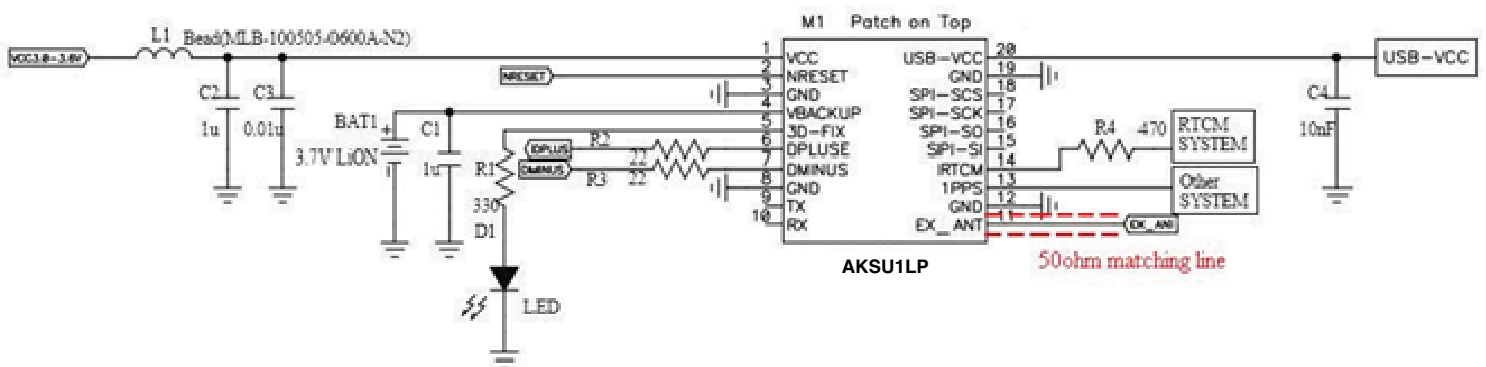 M1 Patch on Top
L1 Bead(MLB-100505-0600A-N2)
VCC3.0-3.6V
1 VCC USB-VCC 20 USB-VCC
NRESET 2 NRESET GND 19
3 GND SPI-SCS 18
4 VBACKUP SPI-SCK 17
5 3D-FIX SPI-SO 16
6 DPLUSE SIPI-SI 15
7 DMINUS IRTCM 14
8 GND 1PPS 13
9 TX GND 12
10 RX EX_ANT 11 EX_ANT
AKSU1LP
C2 1u
C3 0.01u
BAT1 +
3.7V LiON
C1 1u
R1 330
D1
LED
R2 22
DMINUS R3 22
R4 470 RTCM
SYSTEM
Other
SYSTEM
C4
10nF
50ohm matching line